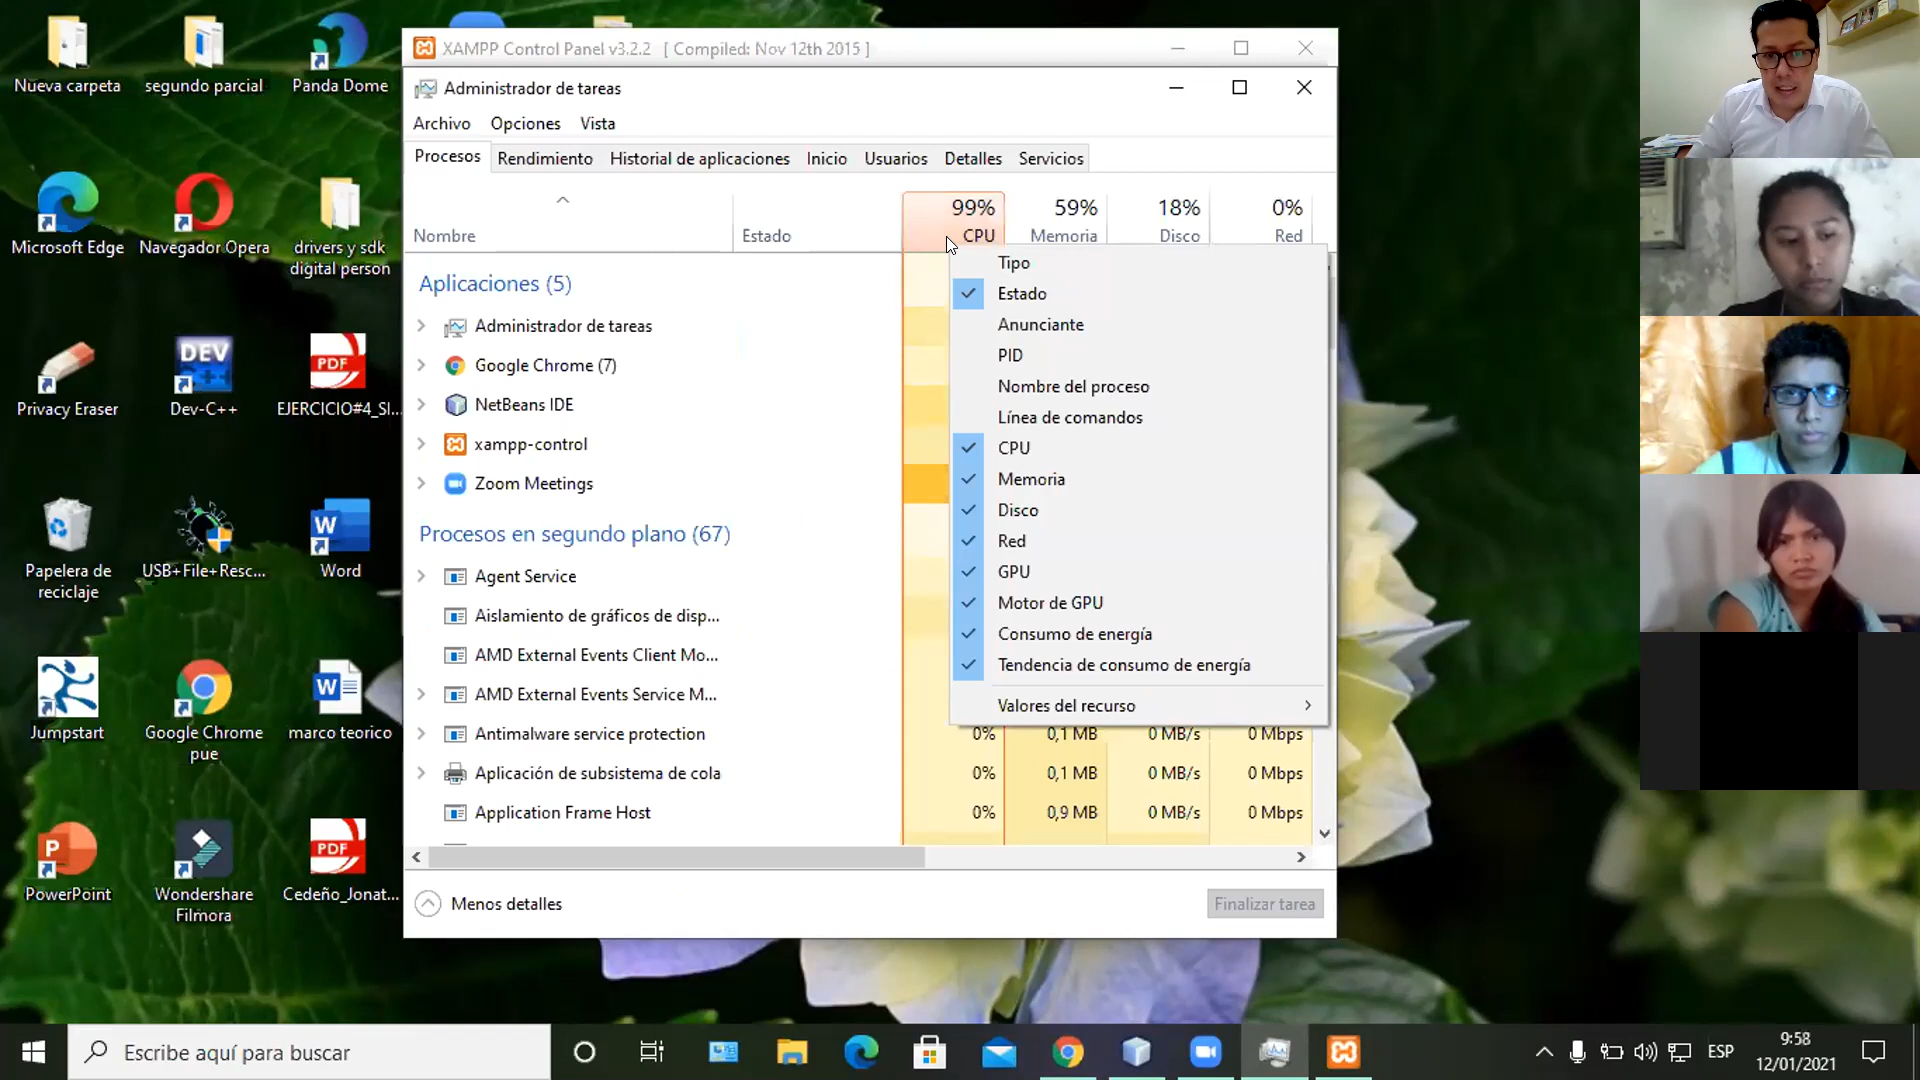 Nueva carpeta
segundo parcial
Panda Dome
Microsoft Edge
Navegador Opera
drivers y sdk
digital person
Privacy Eraser
DEV
C++
Dev-C++
PDF
EJERCICIO#4_SI...
Papelera de
reciclaje
USB+File+Resc...
W
Word
Jumpstart
Google Chrome
pue
W
marco teorico
P
PowerPoint
Wondershare
Filmora
PDF
Cedeño_Jonat...
XAMPP Control Panel v3.2.2 [ Compiled: Nov 12th 2015 ]
Administrador de tareas
Archivo Opciones Vista
Procesos Rendimiento Historial de aplicaciones Inicio Usuarios Detalles Servicios
99% 59% 18% 0%
Nombre Estado CPU Memoria Disco Red
Aplicaciones (5)
Administrador de tareas
Google Chrome (7)
NetBeans IDE
xampp-control
Zoom Meetings
Procesos en segundo plano (67)
Agent Service
Aislamiento de gráficos de disp...
AMD External Events Client Mo...
AMD External Events Service M...
Antimalware service protection 0% 0,1 MB 0 MB/s 0 Mbps
Aplicación de subsistema de cola 0% 0,1 MB 0 MB/s 0 Mbps
Application Frame Host 0% 0,9 MB 0 MB/s 0 Mbps
Tipo
Estado
Anunciante
PID
Nombre del proceso
Línea de comandos
CPU
Memoria
Disco
Red
GPU
Motor de GPU
Consumo de energía
Tendencia de consumo de energía
Valores del recurso
Menos detalles
Finalizar tarea
Escribe aquí para buscar
ESP
9:58
12/01/2021